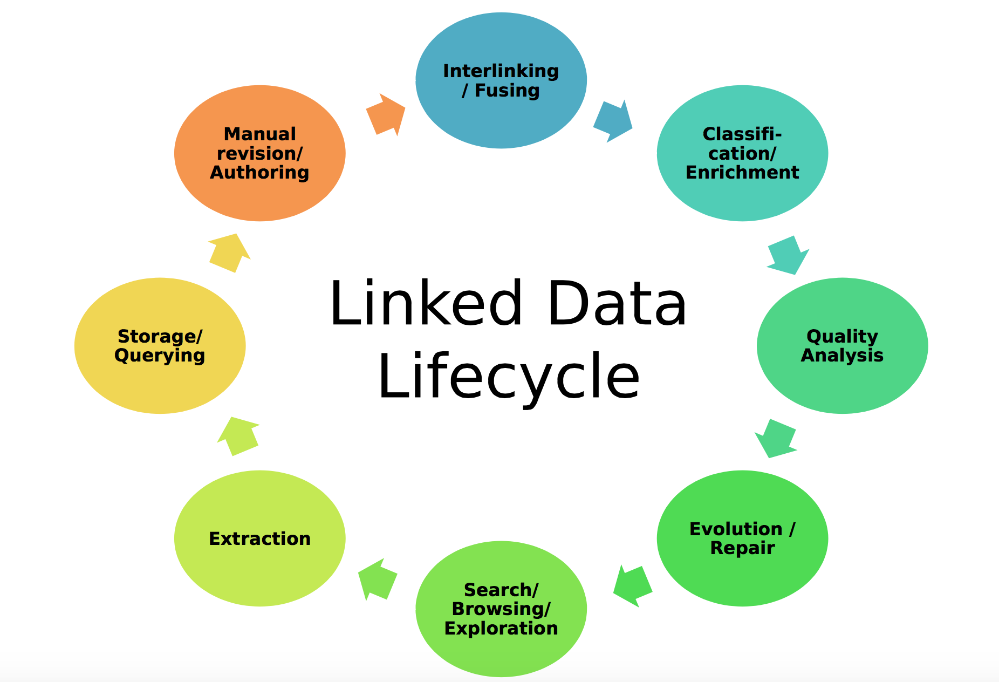 Interlinking
/ Fusing
Classifi-
cation/
Enrichment
Quality
Analysis
Evolution /
Repair
Search/
Browsing/
Exploration
Extraction
Storage/
Querying
Manual
revision/
Authoring
Linked Data
Lifecycle